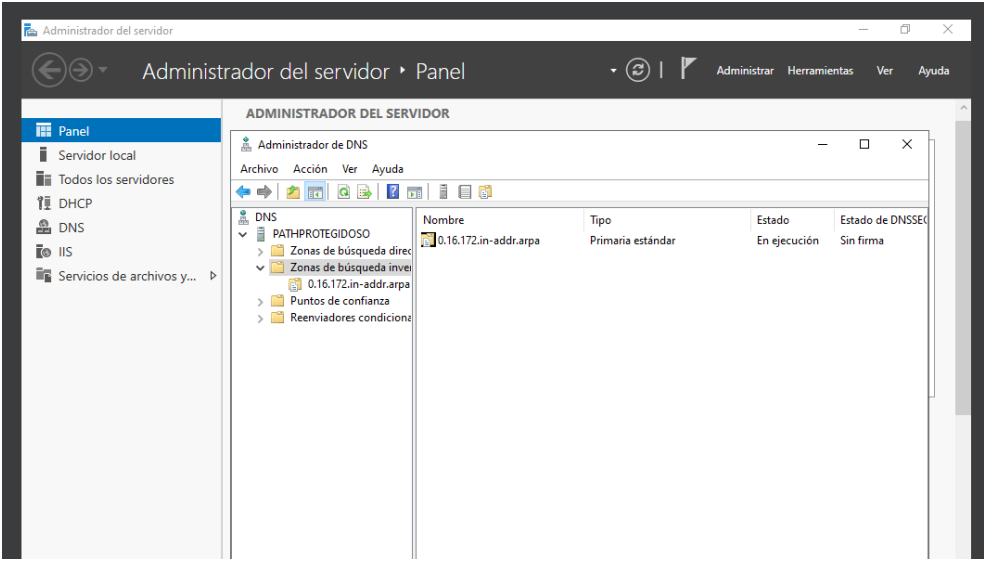 Administrador del servidor
Administrador del servidor ‣ Panel
Administrar Herramientas Ver Ayuda
Panel
Servidor local
Todos los servidores
DHCP
DNS
IIS
Servicios de archivos y...
ADMINISTRADOR DEL SERVIDOR
Administrador de DNS
Archivo Acción Ver Ayuda
DNS
PATHPROTEGIDOSO
Zonas de búsqueda direc
Zonas de búsqueda inver
0.16.172.in-addr.arpa
Puntos de confianza
Reenviadores condiciona
Nombre Tipo Estado Estado de DNSSEC
0.16.172.in-addr.arpa Primaria estándar En ejecución Sin firma